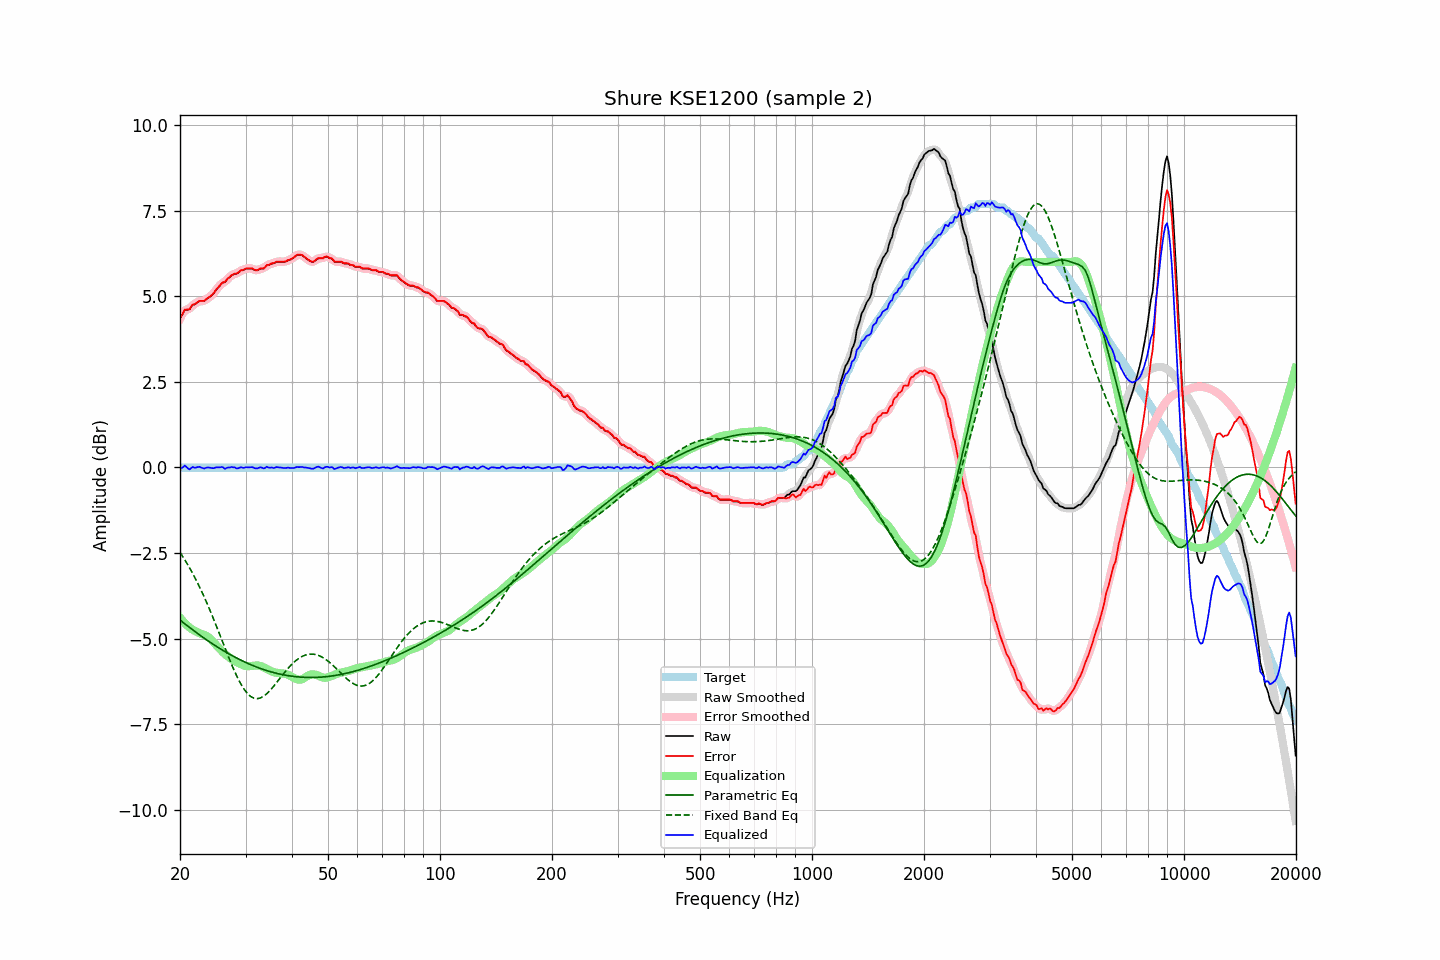 Shure KSE1200 (sample 2)
Amplitude (dBr)
10.0
7.5
5.0
2.5
0.0
−2.5
−5.0
−7.5
−10.0
Target
Raw Smoothed
Error Smoothed
Raw
Error
Equalization
Parametric Eq
Fixed Band Eq
Equalized
20 50 100 200 500 1000 2000 5000 10000 20000
Frequency (Hz)